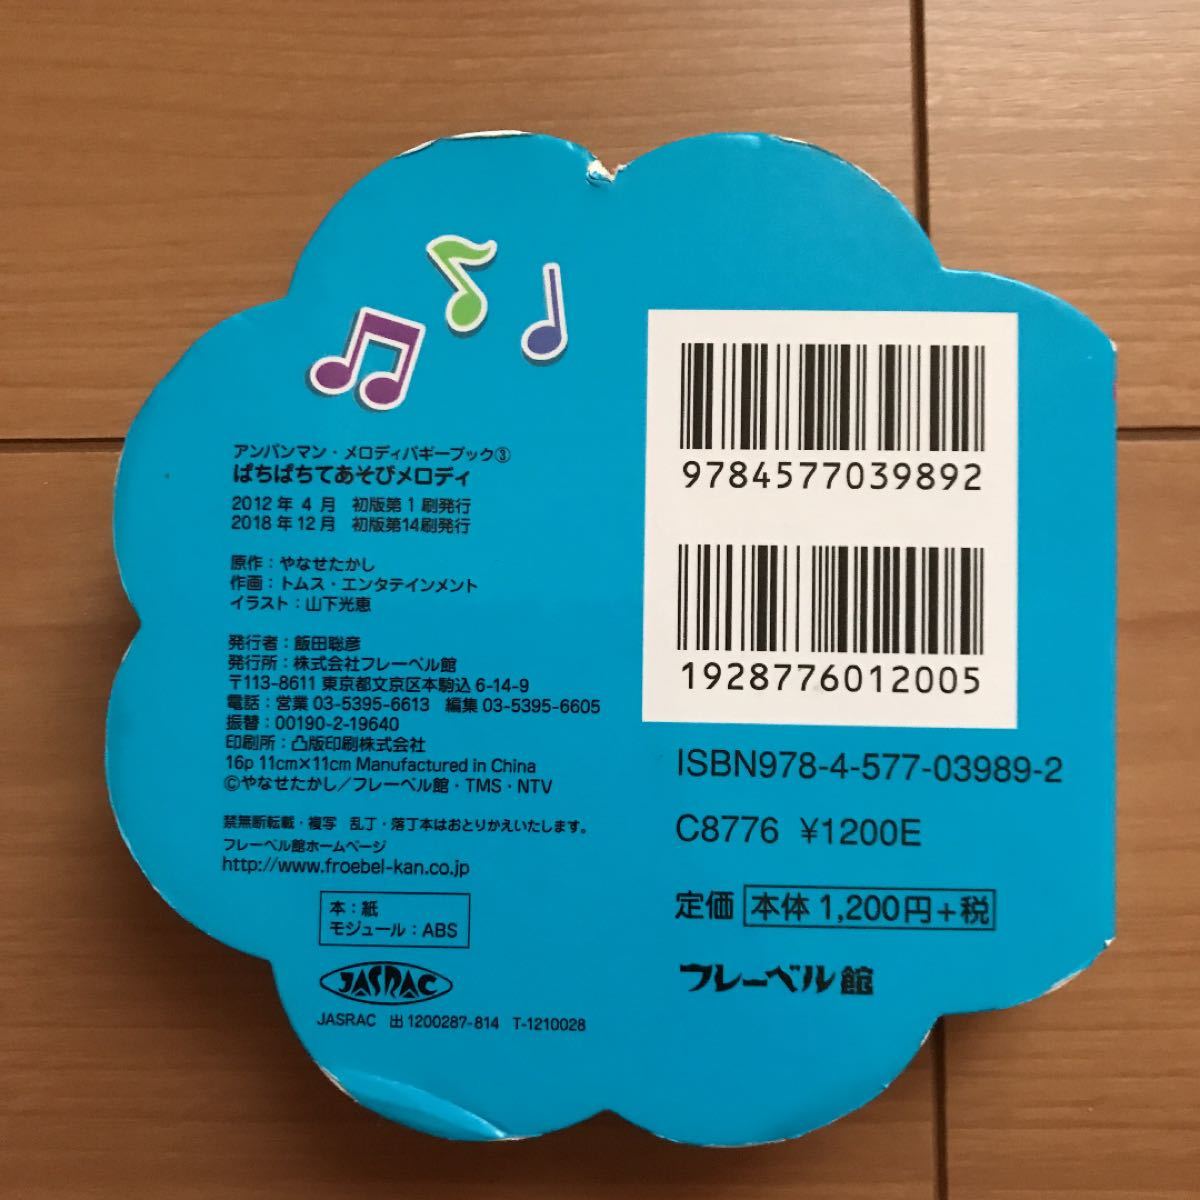 アンパンマン・メロディバギーブック③
ぱちぱちてあそびメロディ
2012年 4月 初版第1刷発行
2018年12月 初版第14刷発行
原作：やなせたかし
作画：トムス・エンタテインメント
イラスト：山下光恵
発行者：飯田聡彦
発行所：株式会社フレーベル館
〒113-8611 東京都文京区本駒込 6-14-9
電話：営業 03-5395-6613 編集 03-5395-6605
振替：00190-2-19640
印刷所：凸版印刷株式会社
16p 11cm×11cm Manufactured in China
©やなせたかし／フレーベル館・TMS・NTV
禁無断転載・複写 乱丁・落丁本はおとりかえいたします。
フレーベル館ホームページ
http://www.froebel-kan.co.jp
本：紙
モジュール：ABS
JASRAC
JASRAC 出1200287-814 T-1210028
9784577039892
1928776012005
ISBN978-4-577-03989-2
C8776 ¥1200E
定価 本体1,200円+税
フレーベル館